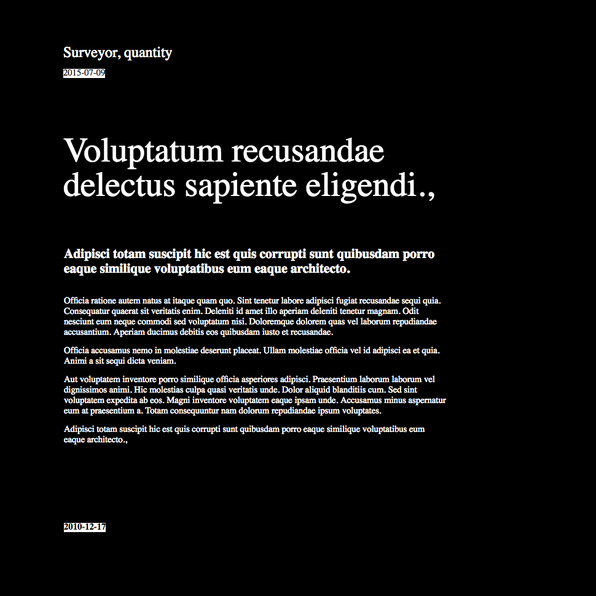 Surveyor, quantity
2015-07-09
Voluptatum recusandae
delectus sapiente eligendi.,
Adipisci totam suscipit hic est quis corrupti sunt quibusdam porro
eaque similique voluptatibus eum eaque architecto.
Officia ratione autem natus at itaque quam quo. Sint tenetur labore adipisci fugiat recusandae sequi quia.
Consequatur quaerat sit veritatis enim. Deleniti id amet illo aperiam deleniti tenetur magnam. Odit
nesciunt eum neque commodi sed voluptatum nisi. Doloremque dolorem quas vel laborum repudiandae
accusantium. Aperiam ducimus debitis eos quibusdam iusto et recusandae.
Officia accusamus nemo in molestiae deserunt placeat. Ullam molestiae officia vel id adipisci ea et quia.
Animi a sit sequi dicta veniam.
Aut voluptatem inventore porro similique officia asperiores adipisci. Praesentium laborum laborum vel
dignissimos animi. Hic molestias culpa quasi veritatis unde. Dolor aliquid blanditiis cum. Sed sint
voluptatem expedita ab eos. Magni inventore voluptatem eaque ipsam unde. Accusamus minus aspernatur
eum at praesentium a. Totam consequuntur nam dolorum repudiandae ipsum voluptates.
Adipisci totam suscipit hic est quis corrupti sunt quibusdam porro eaque similique voluptatibus eum
eaque architecto.,
2010-12-17